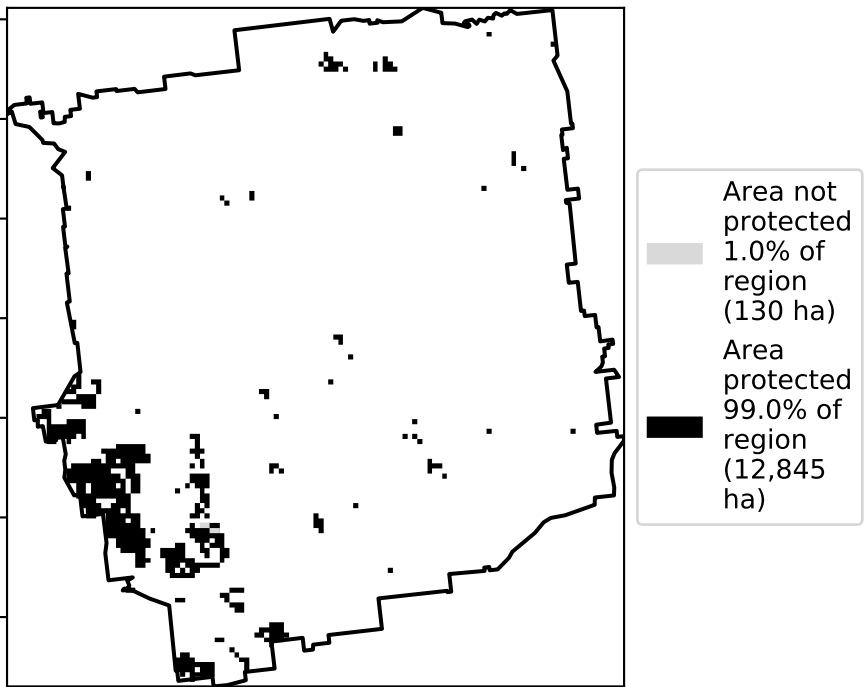 Area not
protected
1.0% of
region
(130 ha)
Area
protected
99.0% of
region
(12,845
ha)